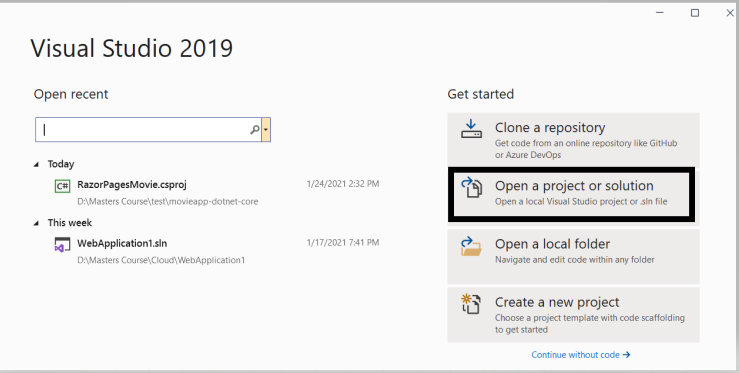 Visual Studio 2019
Open recent
Today
C# RazorPagesMovie.csproj 1/24/2021 2:32 PM
D:\Masters Course\test\movieapp-dotnet-core
This week
WebApplication1.sln 1/17/2021 7:41 PM
D:\Masters Course\Cloud\WebApplication1
Get started
Clone a repository
Get code from an online repository like GitHub
or Azure DevOps
Open a project or solution
Open a local Visual Studio project or .sln file
Open a local folder
Navigate and edit code within any folder
Create a new project
Choose a project template with code scaffolding
to get started
Continue without code →